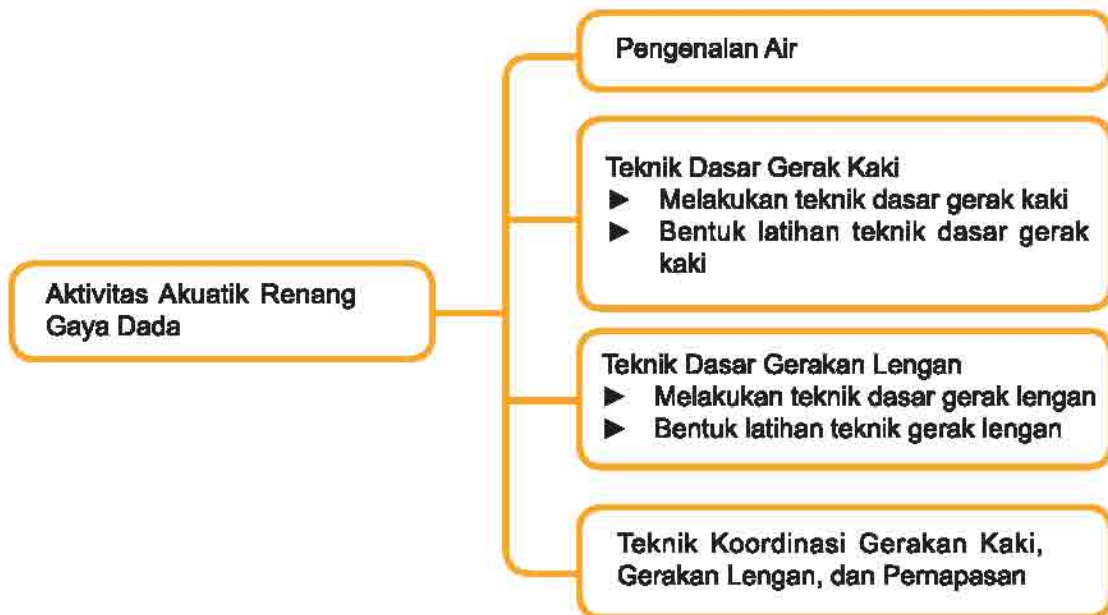 Aktivitas Akuatik Renang
Gaya Dada
Pengenalan Air
Teknik Dasar Gerak Kaki
► Melakukan teknik dasar gerak kaki
► Bentuk latihan teknik dasar gerak
kaki
Teknik Dasar Gerakan Lengan
► Melakukan teknik dasar gerak lengan
► Bentuk latihan teknik gerak lengan
Teknik Koordinasi Gerakan Kaki,
Gerakan Lengan, dan Pernapasan